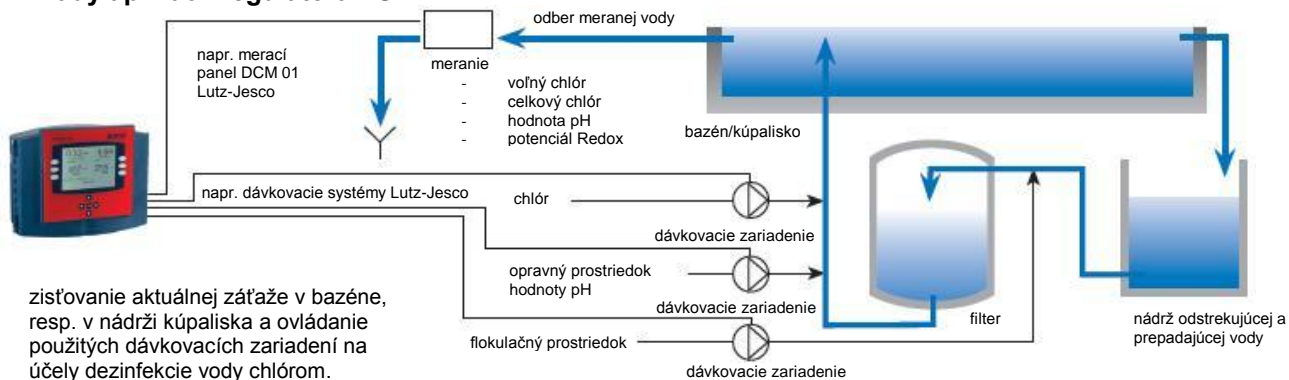 odber meranej vody
napr. merací
panel DCM 01
Lutz-Jesco
meranie
- voľný chlór
- celkový chlór
- hodnota pH
- potenciál Redox
bazén/kúpalisko
napr. dávkovacie systémy Lutz-Jesco
chlór
dávkovacie zariadenie
opravný prostriedok
hodnoty pH
dávkovacie zariadenie
flokulačný prostriedok
dávkovacie zariadenie
filter
nádrž odstrekujúcej a
prepadajúcej vody
zisťovanie aktuálnej záťaže v bazéne,
resp. v nádrži kúpaliska a ovládanie
použitých dávkovacích zariadení na
účely dezinfekcie vody chlórom.